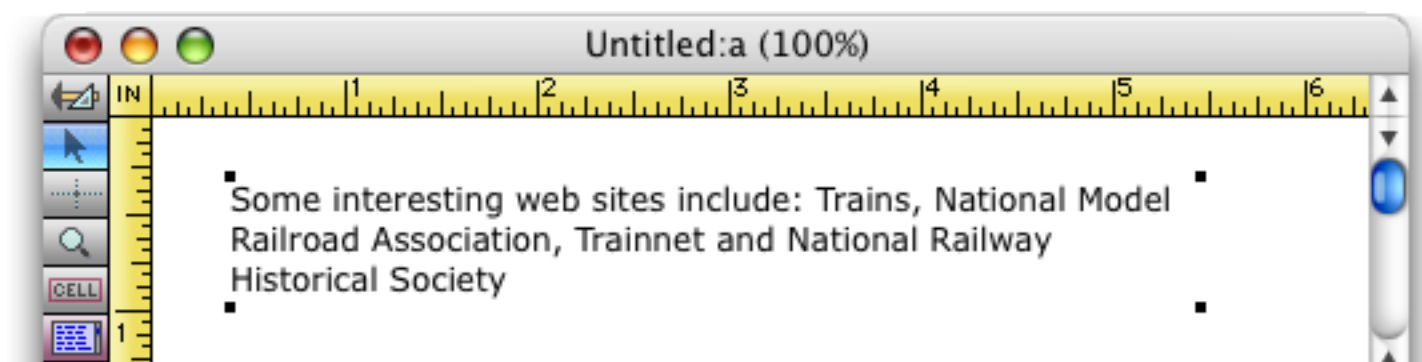 Untitled:a (100%)
IN 1 2 3 4 5 6
Some interesting web sites include: Trains, National Model
Railroad Association, Trainnet and National Railway
Historical Society
CELL
1